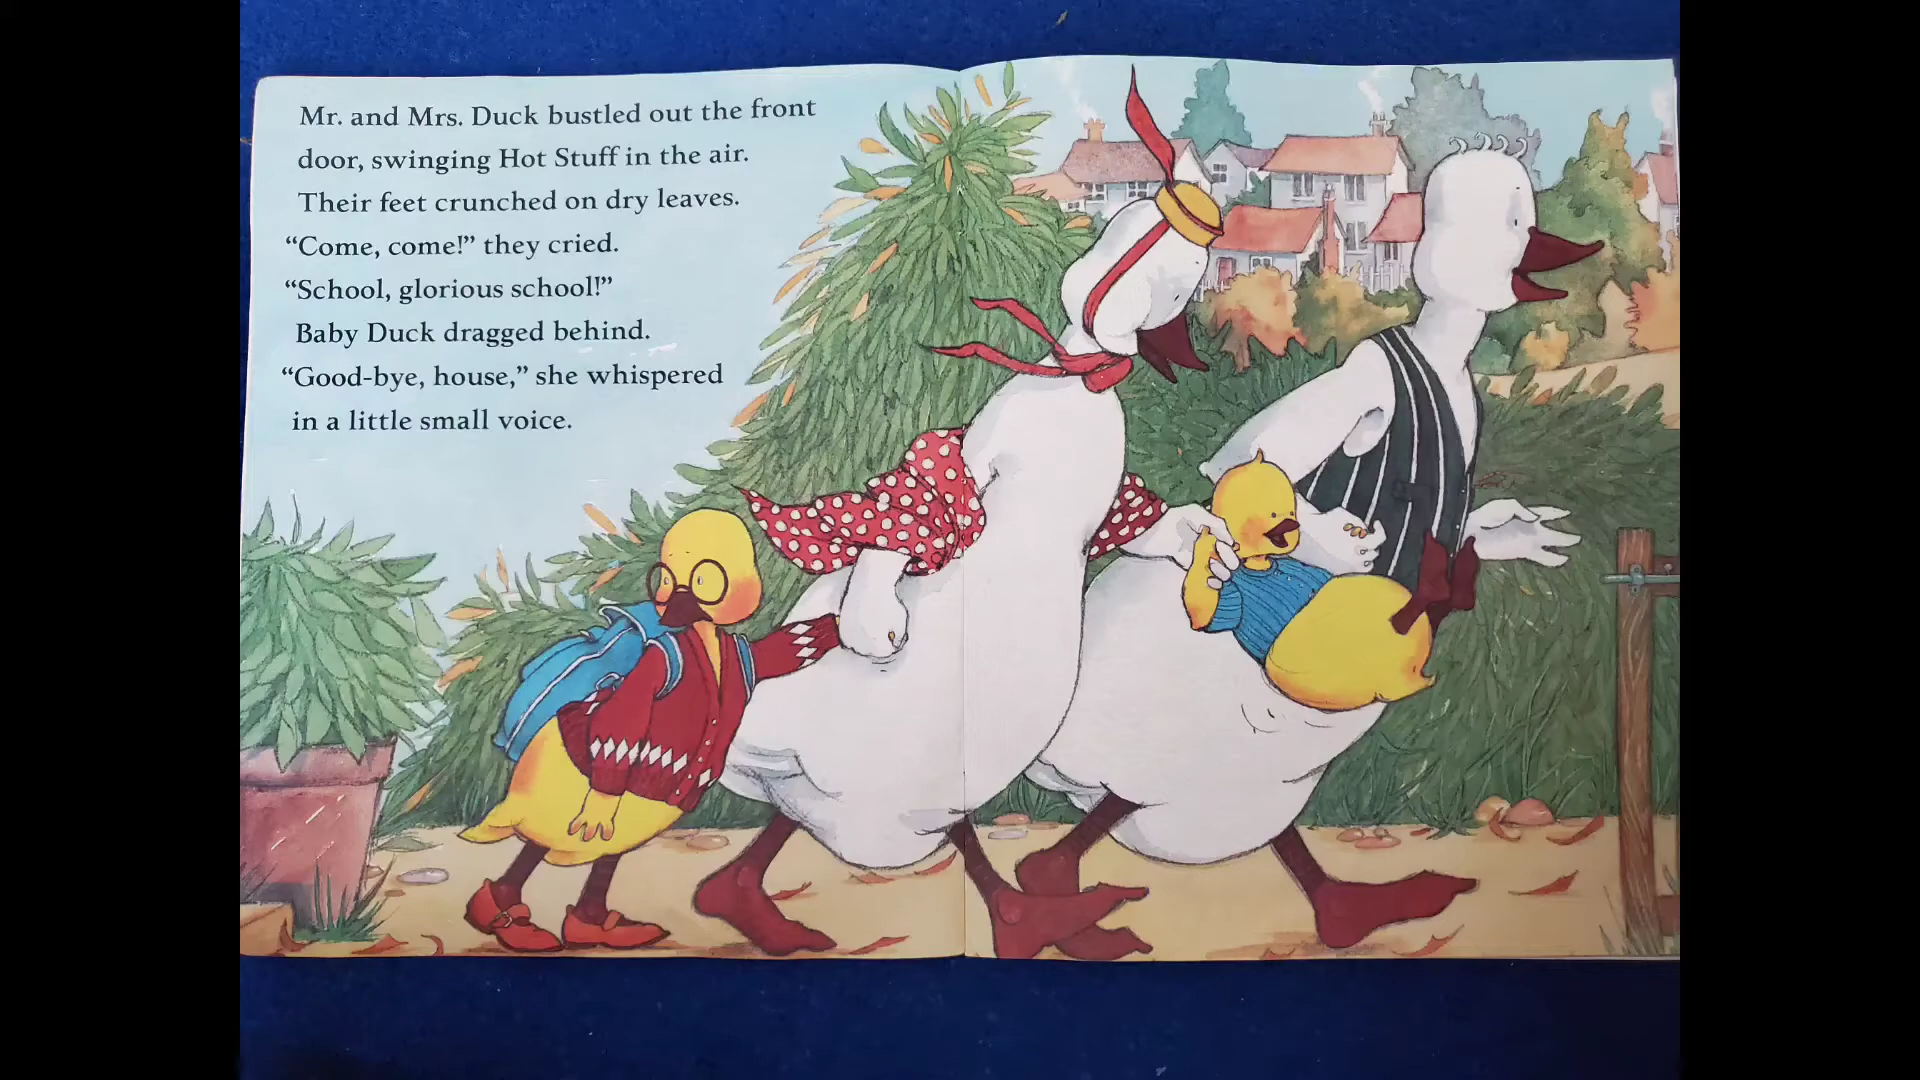 Mr. and Mrs. Duck bustled out the front
door, swinging Hot Stuff in the air.
Their feet crunched on dry leaves.
“Come, come!” they cried.
“School, glorious school!”
Baby Duck dragged behind.
“Good-bye, house,” she whispered
in a little small voice.